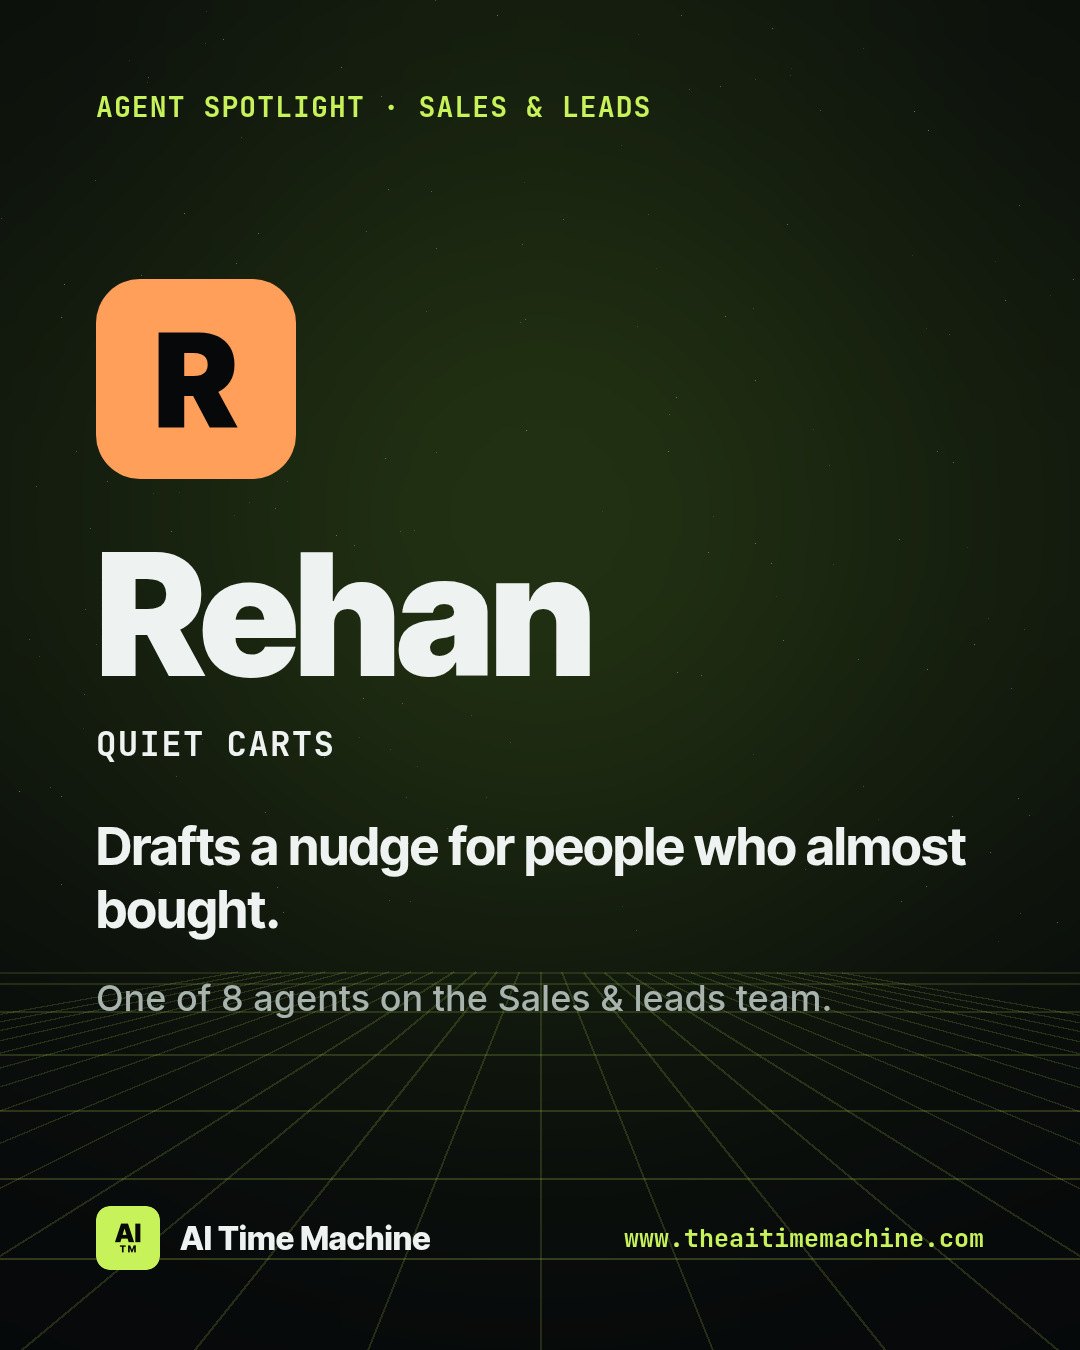 AGENT SPOTLIGHT · SALES & LEADS
R
Rehan
QUIET CARTS
Drafts a nudge for people who almost
bought.
One of 8 agents on the Sales & leads team.
AI
TM
AI Time Machine
www.theaitimemachine.com